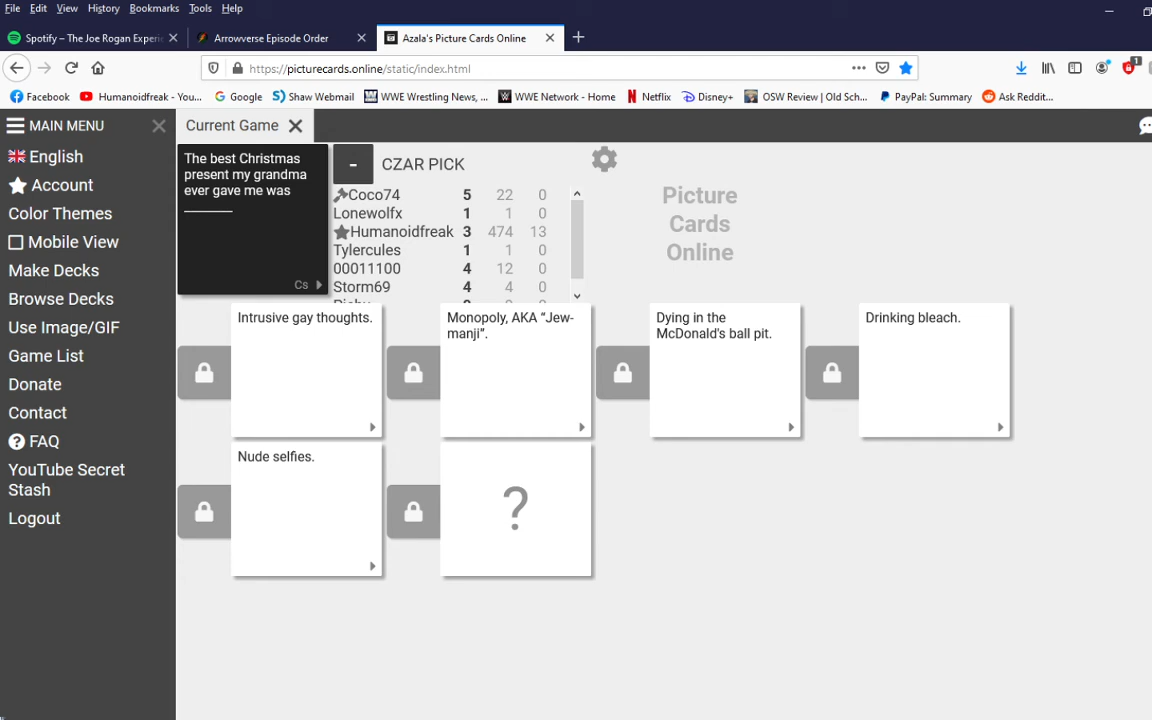 File Edit View History Bookmarks Tools Help
Spotify – The Joe Rogan Experi
Arrowverse Episode Order
Azala's Picture Cards Online
https://picturecards.online/static/index.html
Facebook
Humanoidfreak - You...
Google
Shaw Webmail
WWE Wrestling News, ...
WWE Network - Home
Netflix
Disney+
OSW Review | Old Sch...
PayPal: Summary
Ask Reddit...
1
MAIN MENU
English
Account
Color Themes
Mobile View
Make Decks
Browse Decks
Use Image/GIF
Game List
Donate
Contact
FAQ
YouTube Secret
Stash
Logout
Current Game
The best Christmas
present my grandma
ever gave me was
______
Cs
-
CZAR PICK
Coco74 5 22 0
Lonewolfx 1 1 0
Humanoidfreak 3 474 13
Tylercules 1 1 0
00011100 4 12 0
Storm69 4 4 0
Picture
Cards
Online
Intrusive gay thoughts.
Monopoly, AKA “Jew-
manji”.
Dying in the
McDonald's ball pit.
Drinking bleach.
Nude selfies.
?